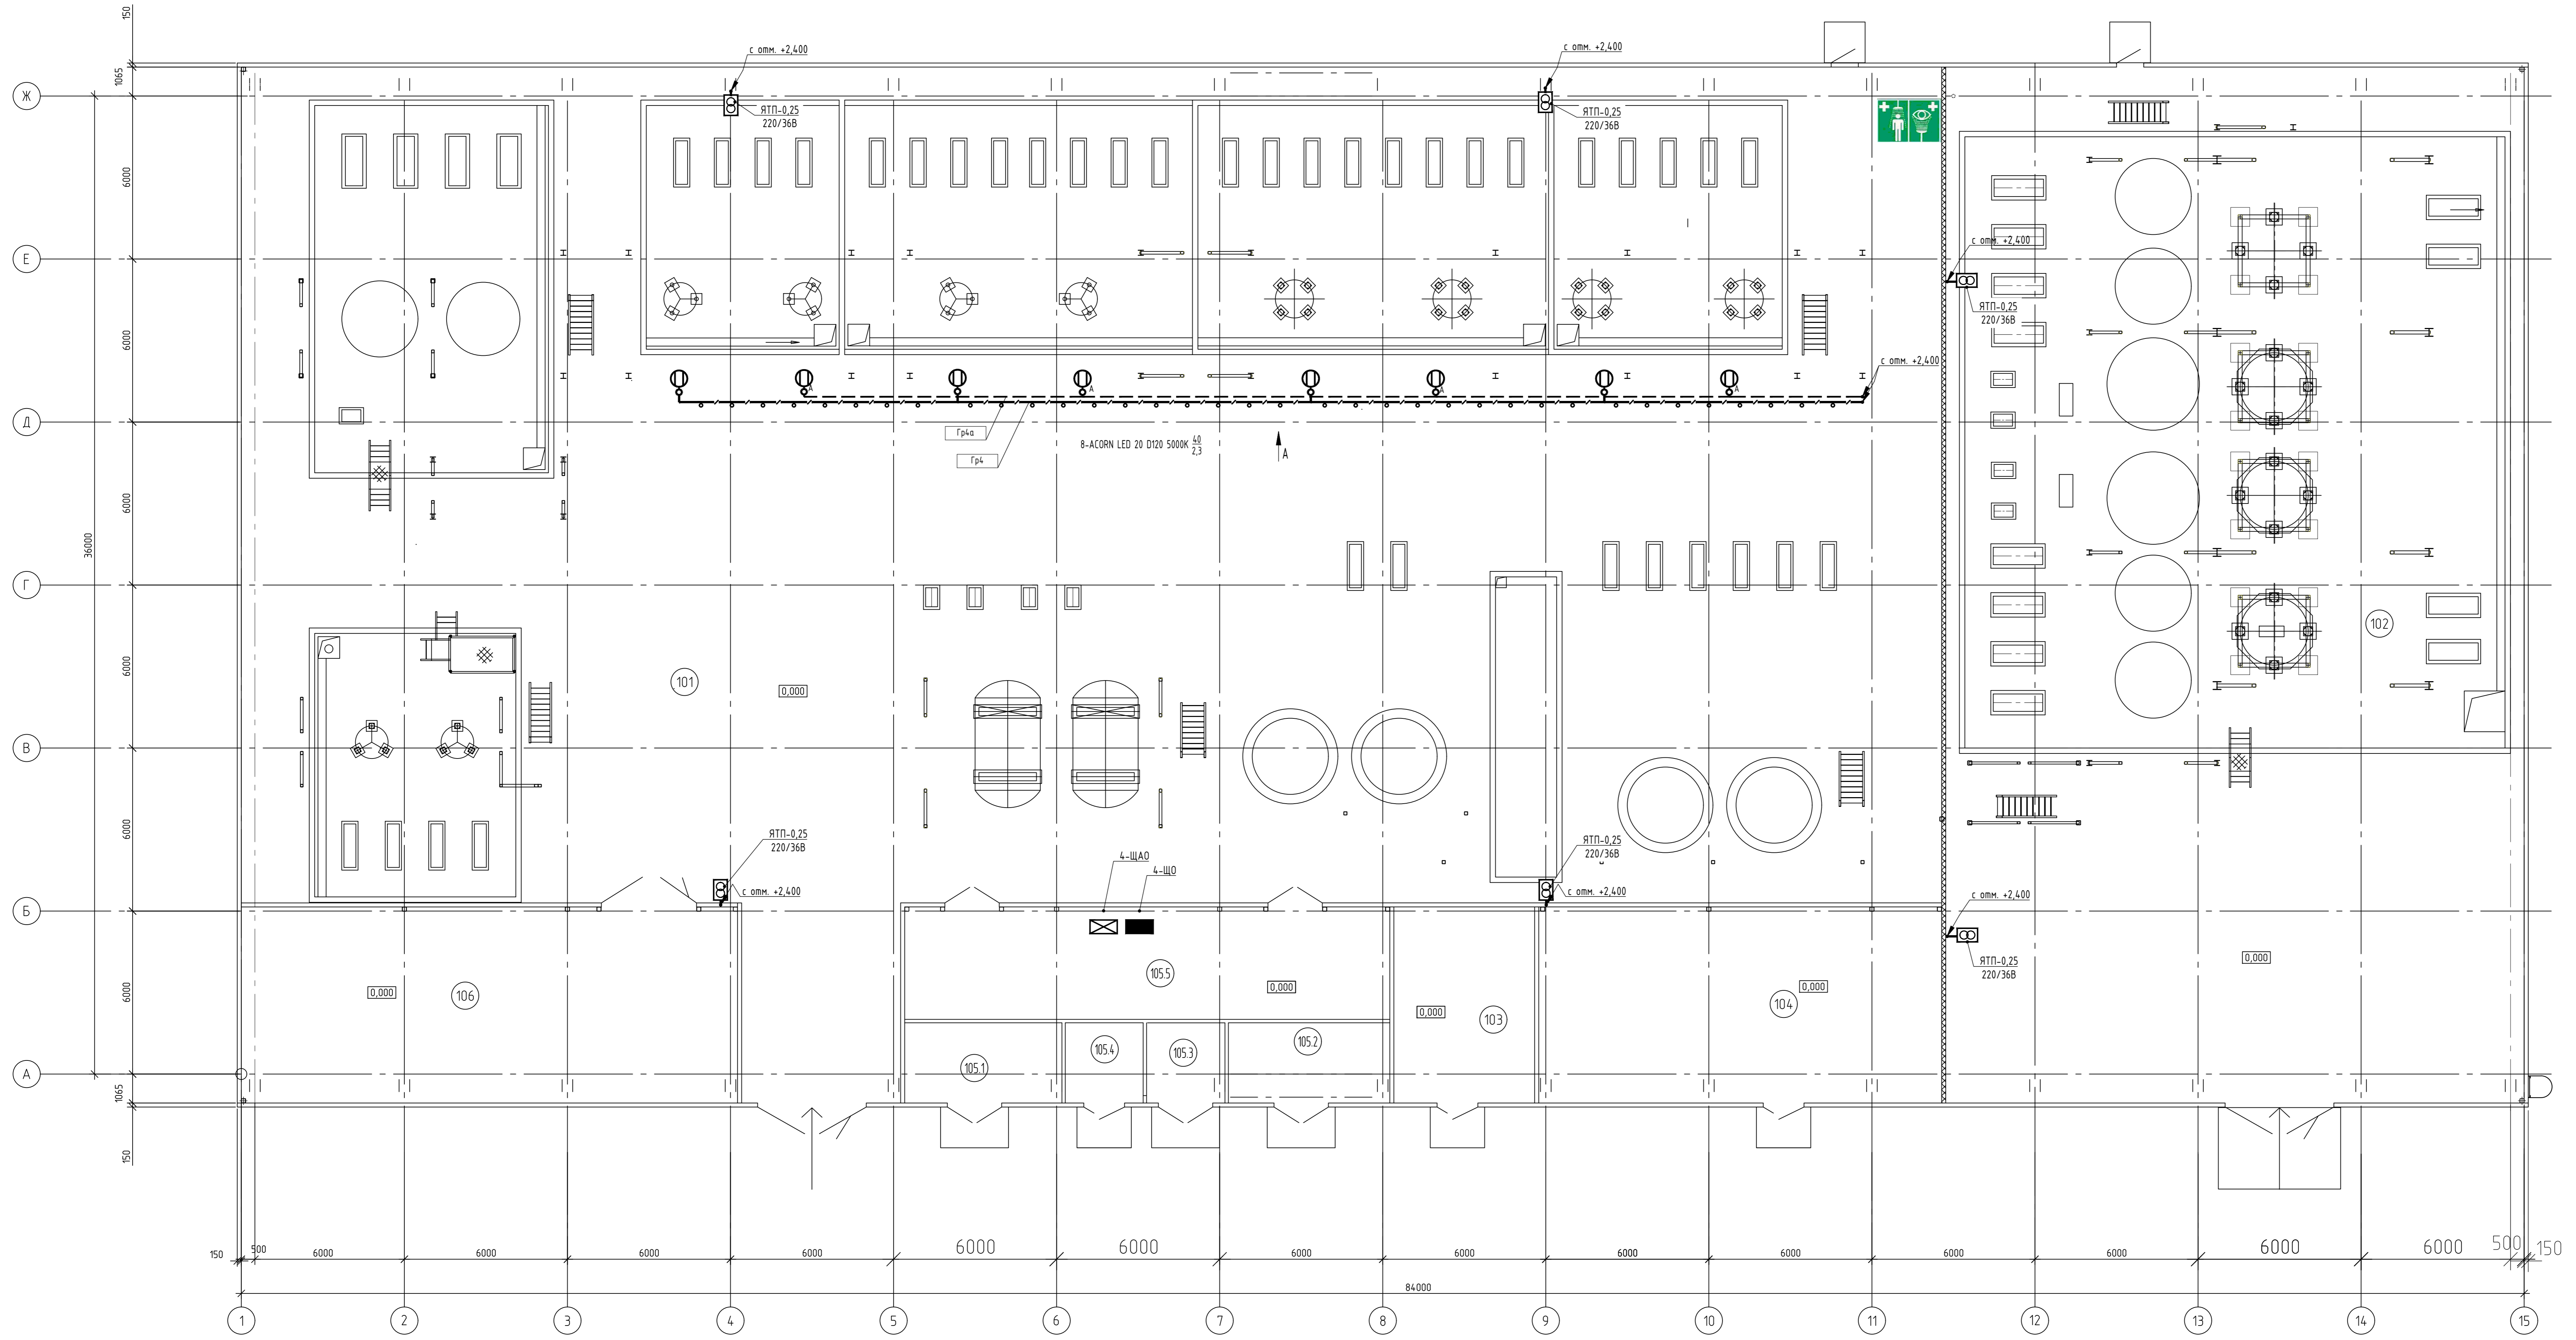 150
1065
6000
6000
6000
6000
6000
6000
36000
1065
150
Ж
Е
Д
Г
В
Б
А
с отм. +2,400
ЯТП-0,25
220/36В
с отм. +2,400
ЯТП-0,25
220/36В
с отм. +2,400
ЯТП-0,25
220/36В
с отм. +2,400
А
А
А
А
Гр4а
Гр4
8-ACORN LED 20 D120 5000K 40
2,3
А
101
0,000
102
ЯТП-0,25
220/36В
с отм. +2,400
4-ЩАО
4-ЩО
ЯТП-0,25
220/36В
с отм. +2,400
с отм. +2,400
ЯТП-0,25
220/36В
0,000
0,000
106
105.5
0,000
0,000
103
104
0,000
105.1
105.4
105.3
105.2
150
500
6000
6000
6000
6000
6000
6000
6000
6000
6000
6000
6000
6000
6000
6000
500
150
84000
1
2
3
4
5
6
7
8
9
10
11
12
13
14
15